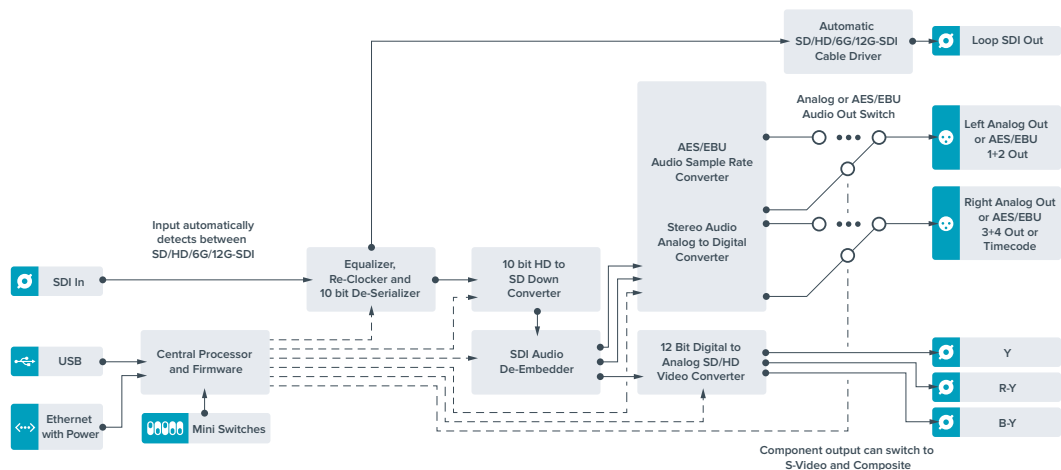 Automatic
SD/HD/6G/12G-SDI
Cable Driver
Loop SDI Out
Analog or AES/EBU
Audio Out Switch
AES/EBU
Audio Sample Rate
Converter
Left Analog Out
or AES/EBU
1+2 Out
Stereo Audio
Analog to Digital
Converter
Right Analog Out
or AES/EBU
3+4 Out or
Timecode
Input automatically
detects between
SD/HD/6G/12G-SDI
SDI In
Equalizer,
Re-Clocker and
10 bit De-Serializer
10 bit HD to
SD Down
Converter
USB
Central Processor
and Firmware
SDI Audio
De-Embedder
12 Bit Digital to
Analog SD/HD
Video Converter
Y
R-Y
B-Y
Ethernet
with Power
Mini Switches
Component output can switch to
S-Video and Composite